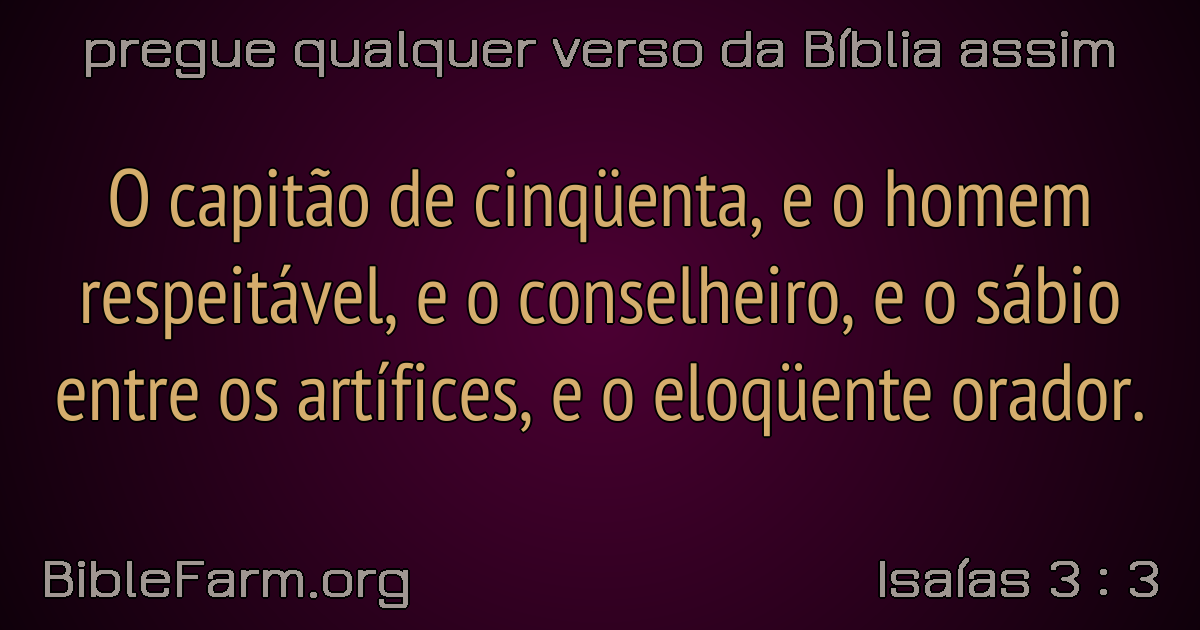 pregue qualquer verso da Bíblia assim
O capitão de cinqüenta, e o homem
respeitável, e o conselheiro, e o sábio
entre os artífices, e o eloqüente orador.
BibleFarm.org
Isaías 3 : 3